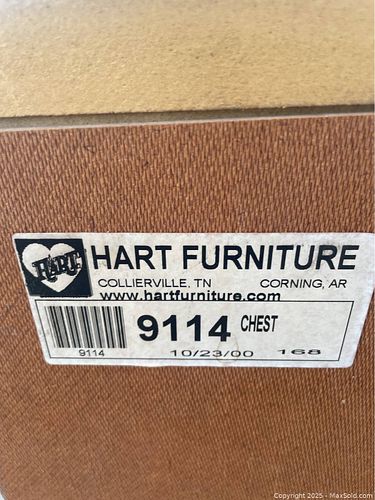 HART
HART FURNITURE
COLLIERVILLE, TN CORNING, AR
www.hartfurniture.com
9114 CHEST
9114 10/23/00 168
Copyright © 2025 - MaxSold.com